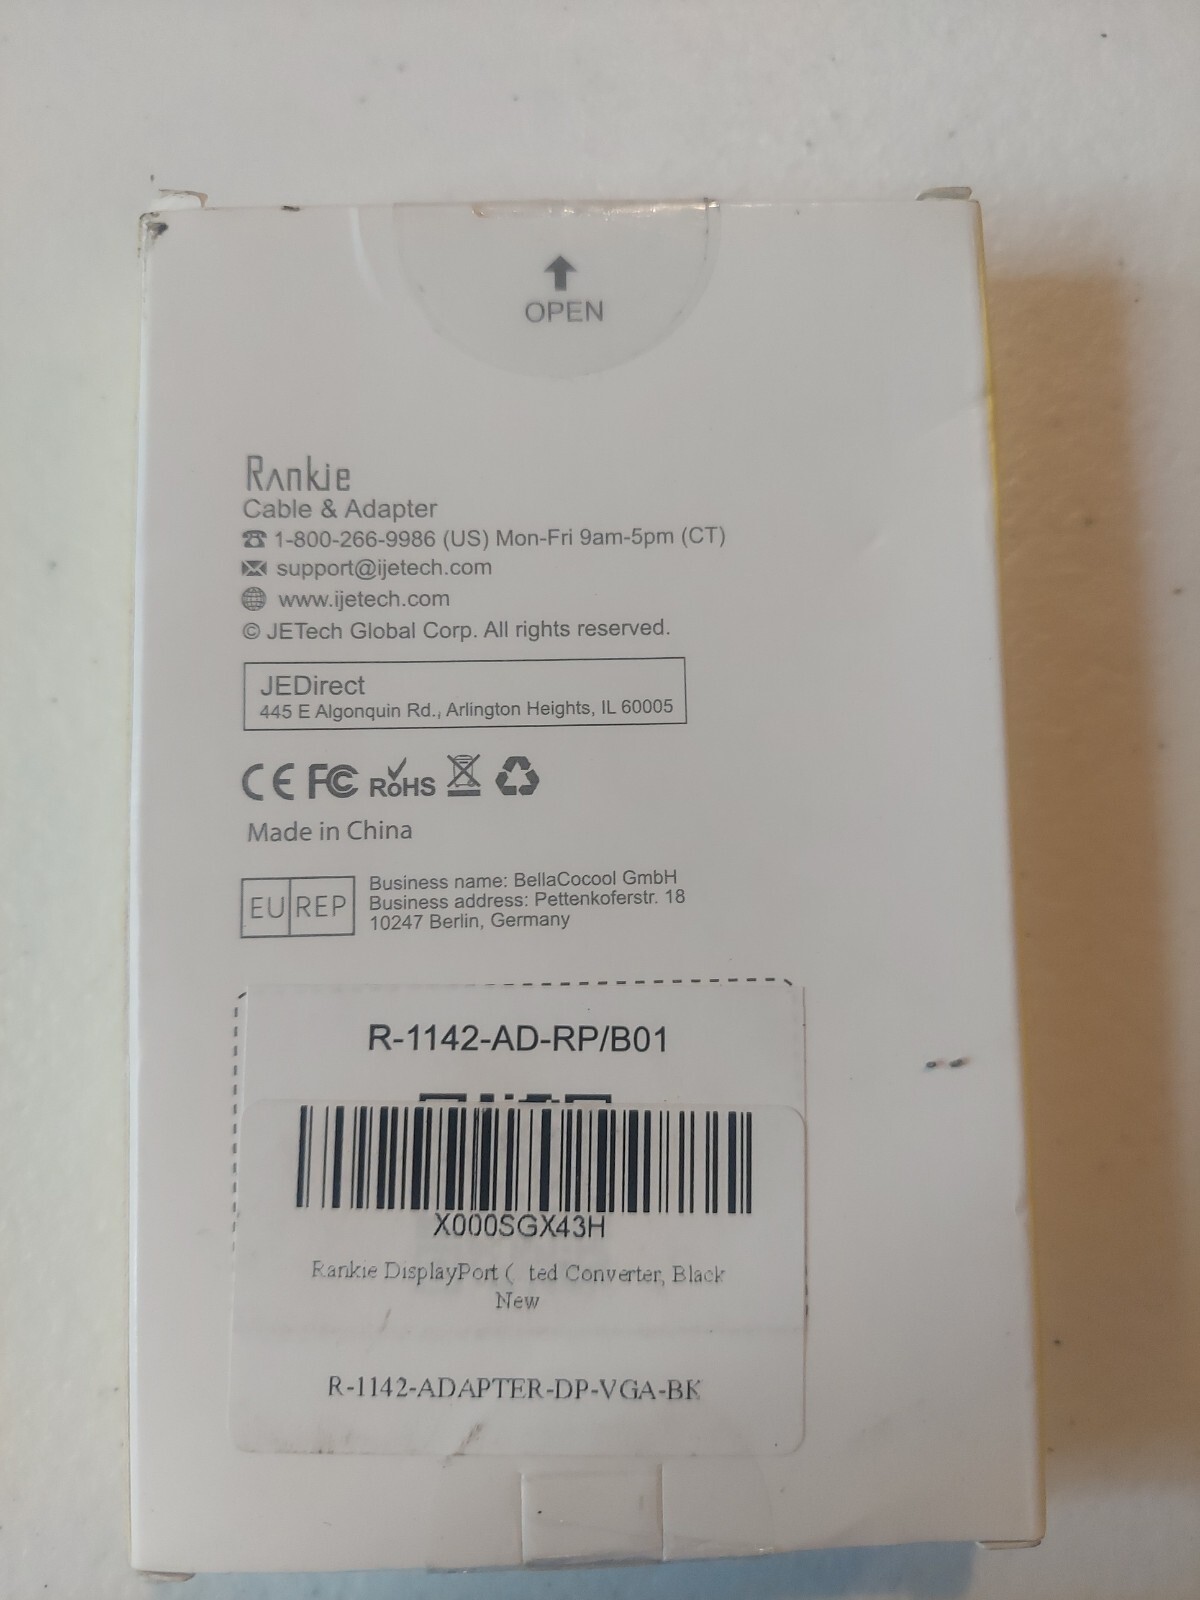 OPEN
Rankie
Cable & Adapter
1-800-266-9986 (US) Mon-Fri 9am-5pm (CT)
support@ijetech.com
www.ijetech.com
© JETech Global Corp. All rights reserved.
JEDirect
445 E Algonquin Rd., Arlington Heights, IL 60005
CE FC RoHS
Made in China
EU REP
Business name: BellaCocool GmbH
Business address: Pettenkoferstr. 18
10247 Berlin, Germany
R-1142-AD-RP/B01
X000SGX43H
Rankie DisplayPort ( ted Converter, Black
New
R-1142-ADAPTER-DP-VGA-BK